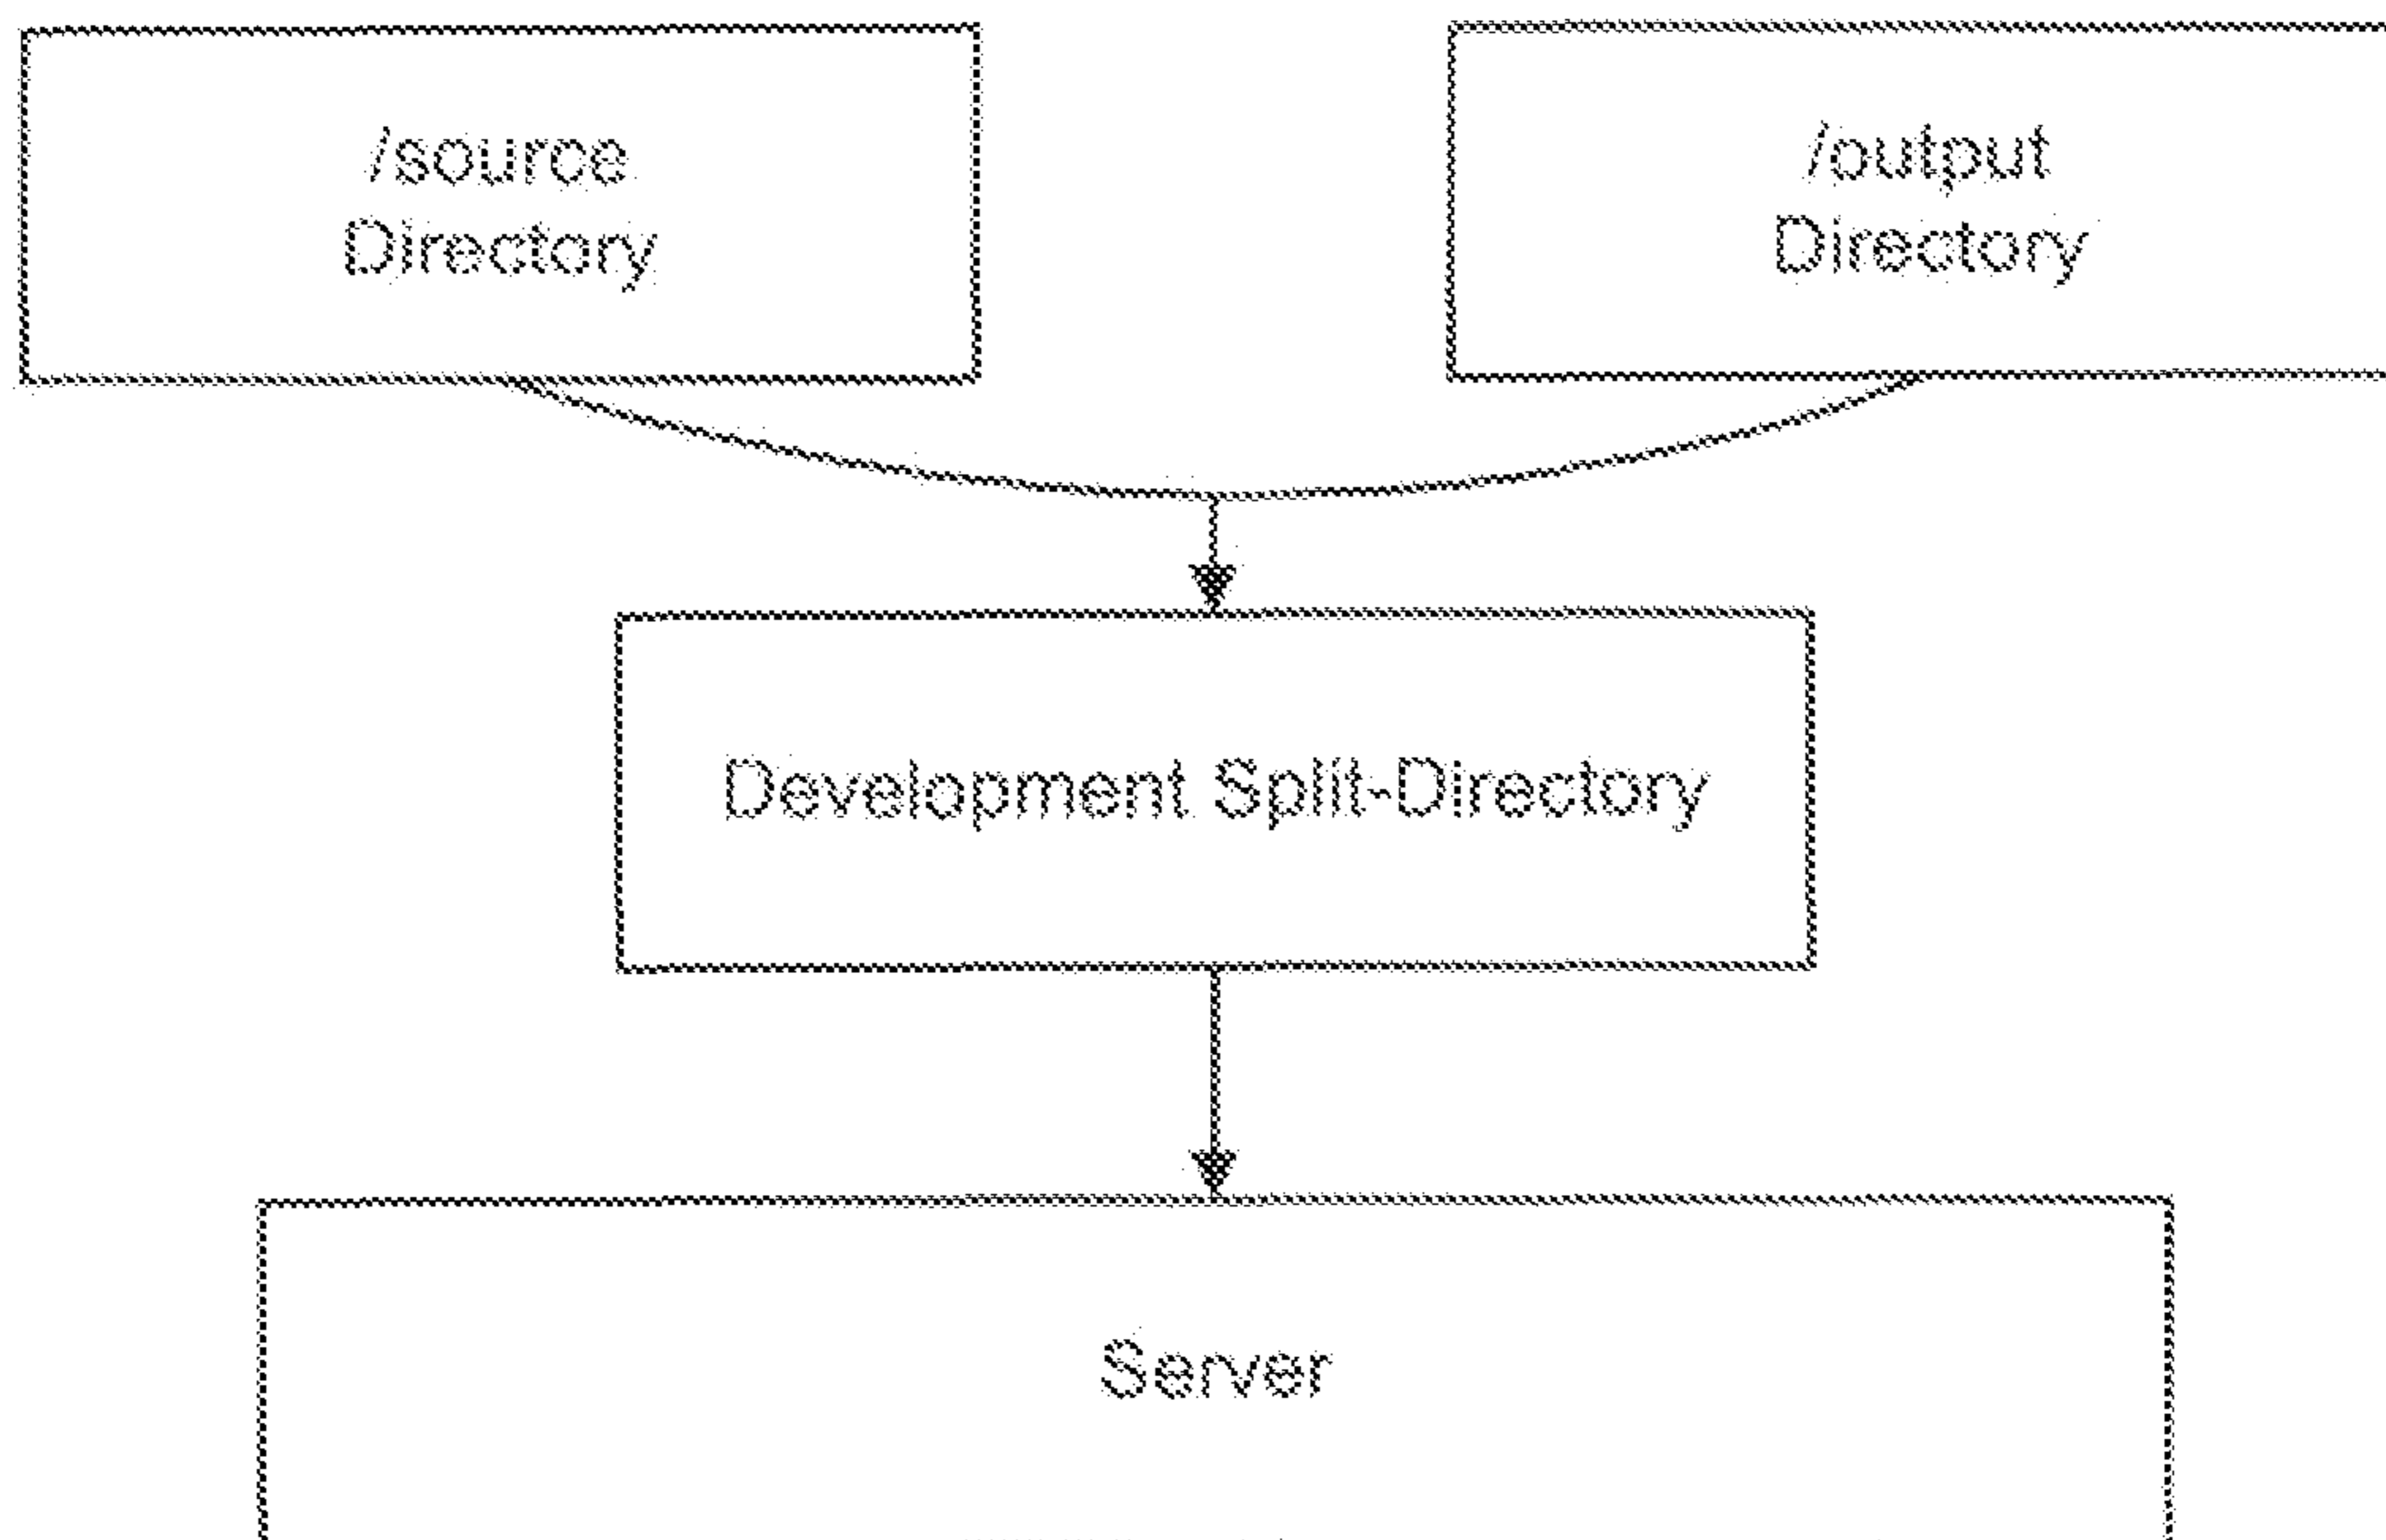 /source
Directory
/output
Directory
Development Split-Directory
Server